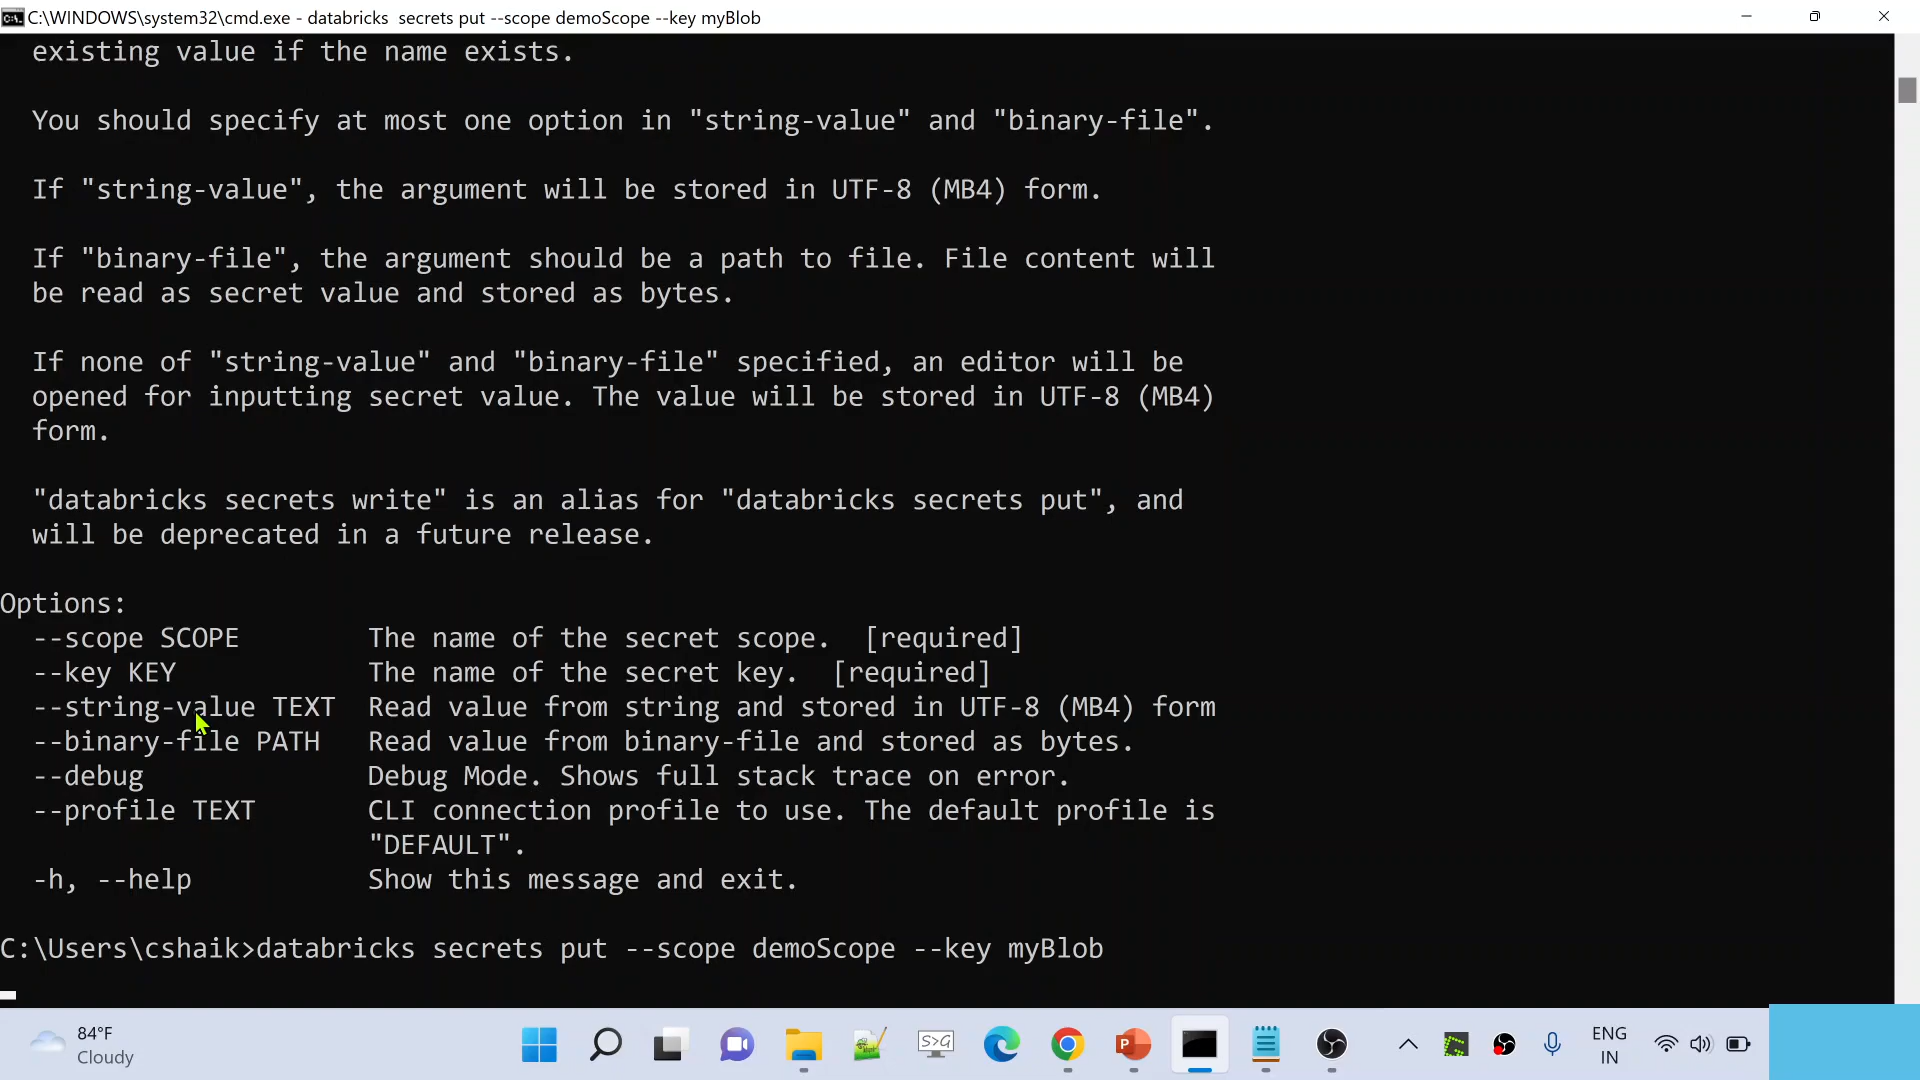 C:\WINDOWS\system32\cmd.exe - databricks  secrets put --scope demoScope --key myBlob
existing value if the name exists.
You should specify at most one option in "string-value" and "binary-file".
If "string-value", the argument will be stored in UTF-8 (MB4) form.
If "binary-file", the argument should be a path to file. File content will
be read as secret value and stored as bytes.
If none of "string-value" and "binary-file" specified, an editor will be
opened for inputting secret value. The value will be stored in UTF-8 (MB4)
form.
"databricks secrets write" is an alias for "databricks secrets put", and
will be deprecated in a future release.
Options:
--scope SCOPE        The name of the secret scope.  [required]
--key KEY            The name of the secret key.  [required]
--string-value TEXT  Read value from string and stored in UTF-8 (MB4) form
--binary-file PATH   Read value from binary-file and stored as bytes.
--debug              Debug Mode. Shows full stack trace on error.
--profile TEXT       CLI connection profile to use. The default profile is
"DEFAULT".
-h, --help           Show this message and exit.
C:\Users\cshaik>databricks secrets put --scope demoScope --key myBlob
84°F
Cloudy
S>G
P
ENG
IN